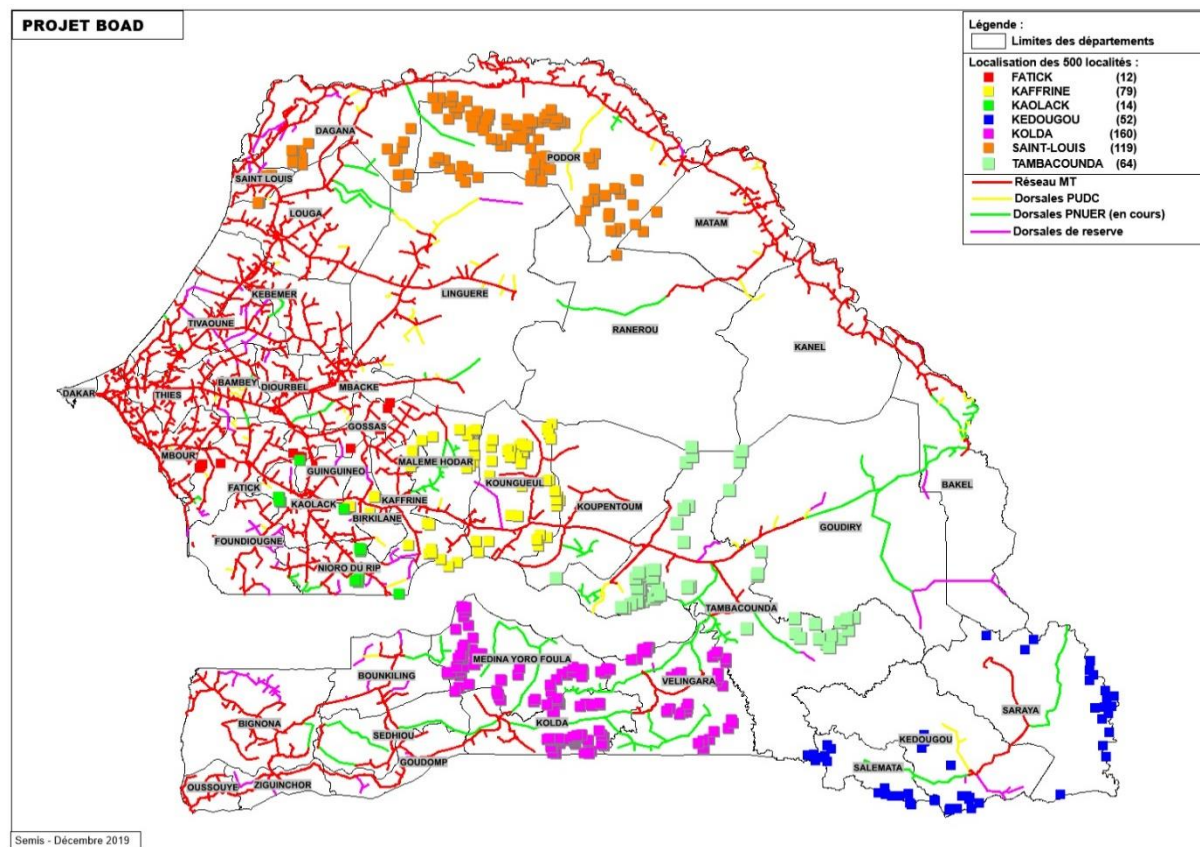 PROJET BOAD
Légende :
Limites des départements
Localisation des 500 localités :
FATICK (12)
KAFFRINE (79)
KAOLACK (14)
KEDOUGOU (52)
KOLDA (160)
SAINT-LOUIS (119)
TAMBACOUNDA (64)
Réseau MT
Dorsales PUDC
Dorsales PNUER (en cours)
Dorsales de reserve
DAGANA
PODOR
SAINT LOUIS
LOUGA
MATAM
KEBEMER
LINGUERE
TIVAOUNE
RANEROU
KANEL
DAKAR
THIES
BAMBEY
DIOURBEL
MBACKE
GOSSAS
MBOUR
MALEME HODAR
GUINGUINEO
KOUNGUEUL
BAKEL
FATICK
KAOLACK
KAFFRINE
KOUPENTOUM
BIRKILANE
GOUDIRY
FOUNDIOUGNE
NIORO DU RIP
TAMBACOUNDA
MEDINA YORO FOULA
BOUNKILING
VELINGARA
SARAYA
BIGNONA
KOLDA
SEDHIOU
KEDOUGOU
GOUDOMP
SALEMATA
OUSSOUYE
ZIGUINCHOR
Semis - Décembre 2019